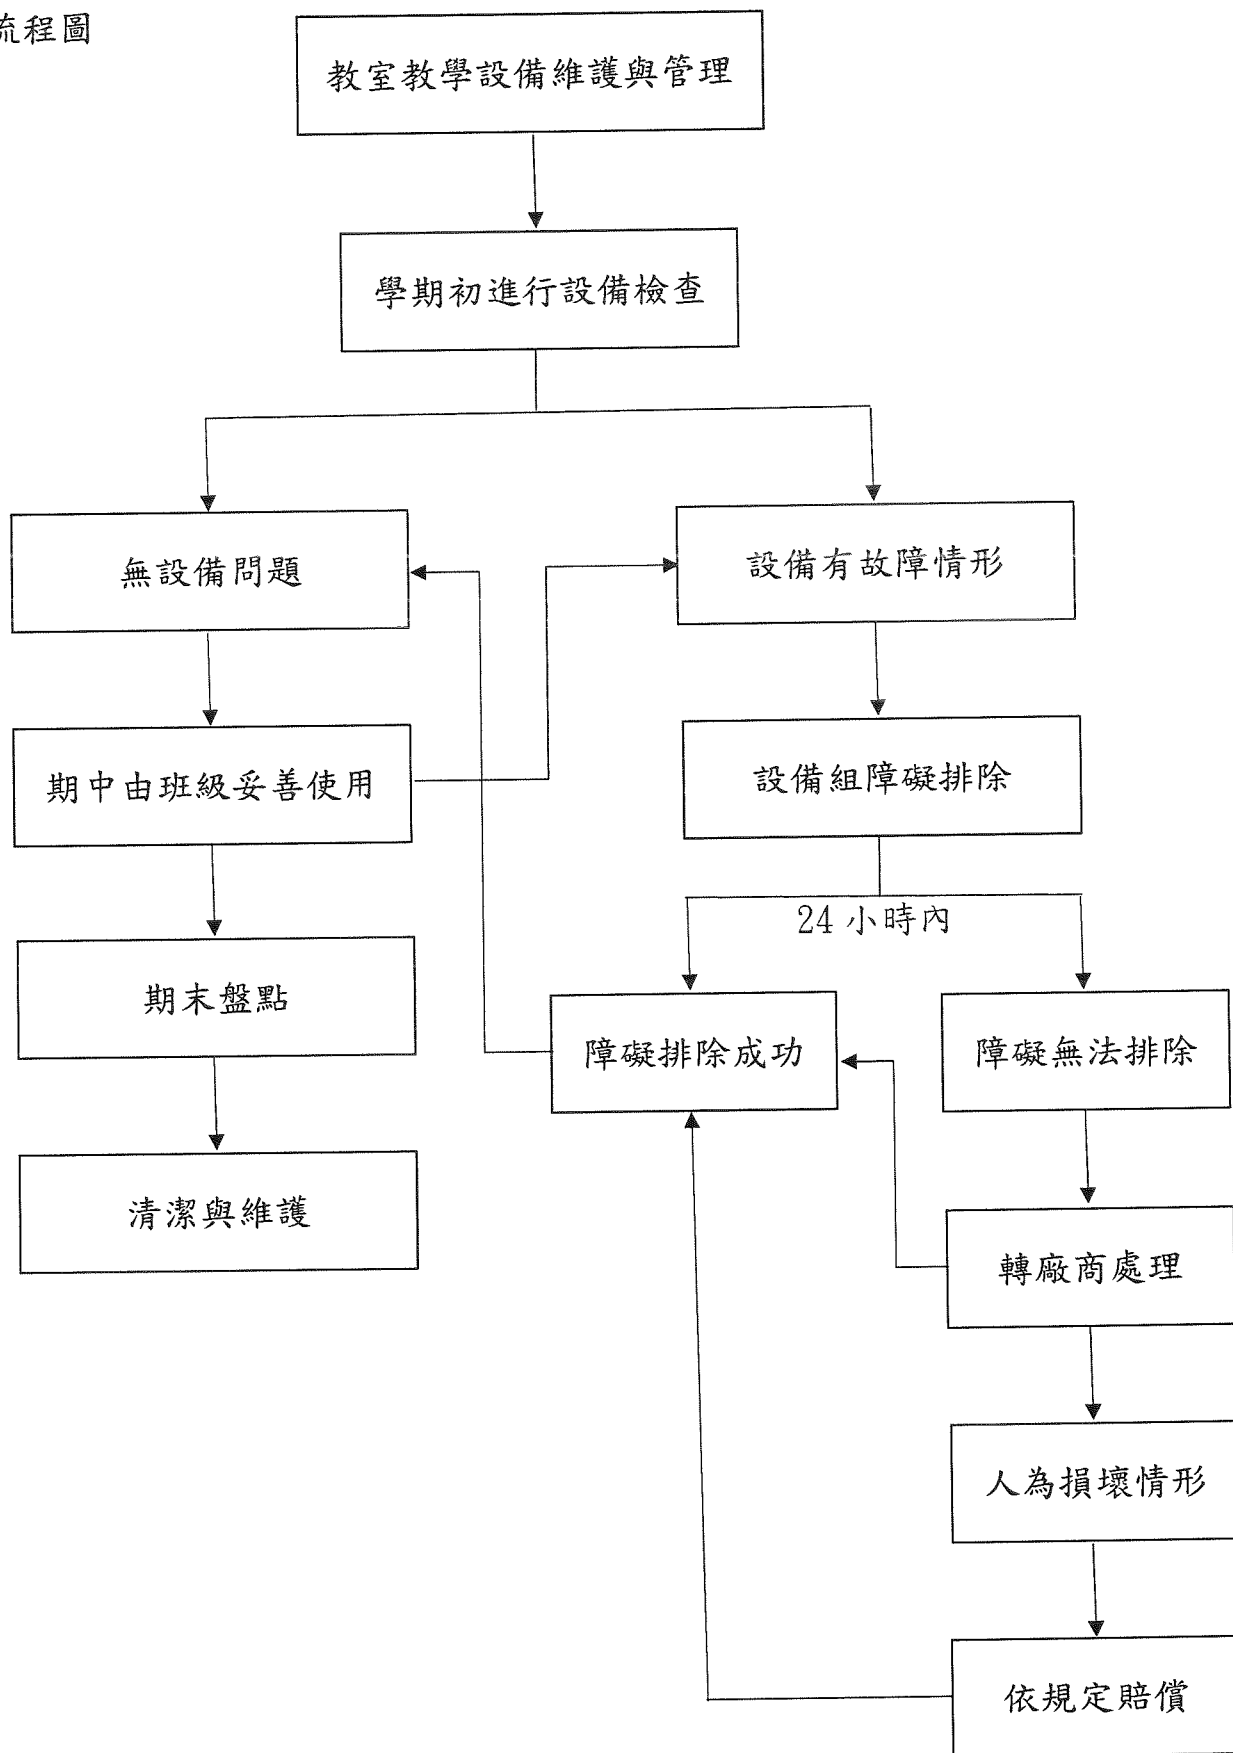 流程圖
教室教學設備維護與管理
學期初進行設備檢查
無設備問題
設備有故障情形
期中由班級妥善使用
設備組障礙排除
24 小時內
期末盤點
障礙排除成功
障礙無法排除
清潔與維護
轉廠商處理
人為損壞情形
依規定賠償